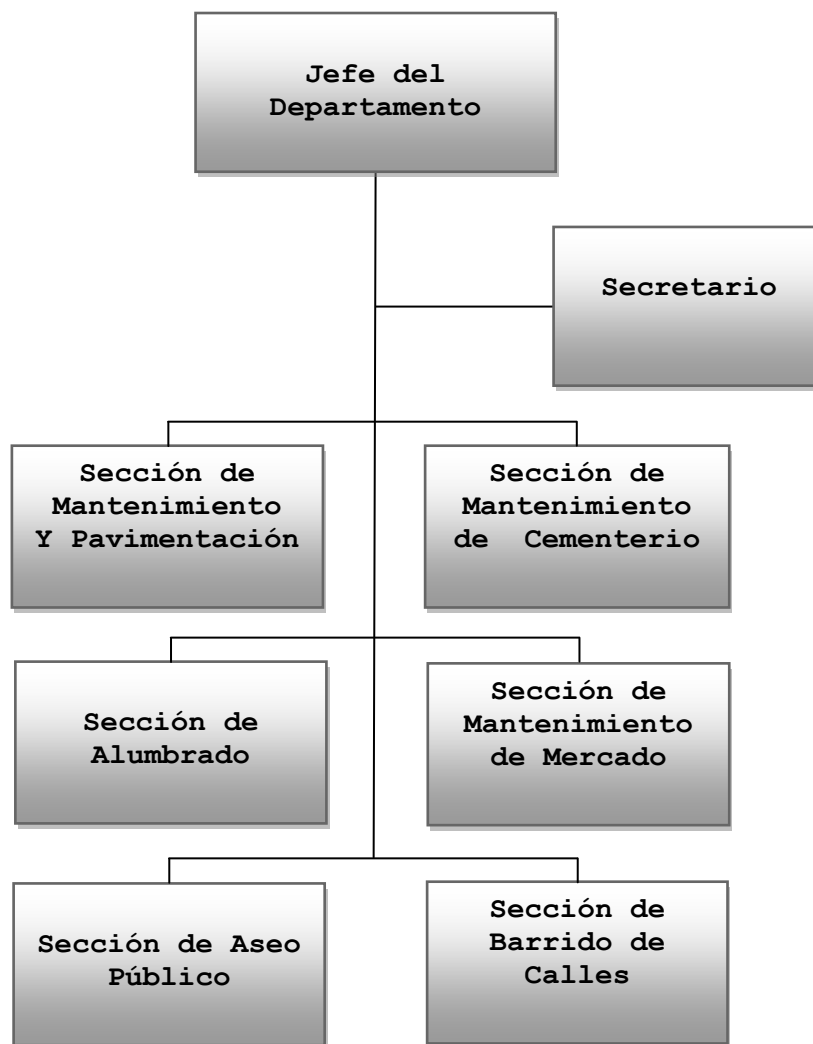 Jefe del
Departamento
Secretario
Sección de
Mantenimiento
Y Pavimentación
Sección de
Mantenimiento
de Cementerio
Sección de
Alumbrado
Sección de
Mantenimiento
de Mercado
Sección de Aseo
Público
Sección de
Barrido de
Calles